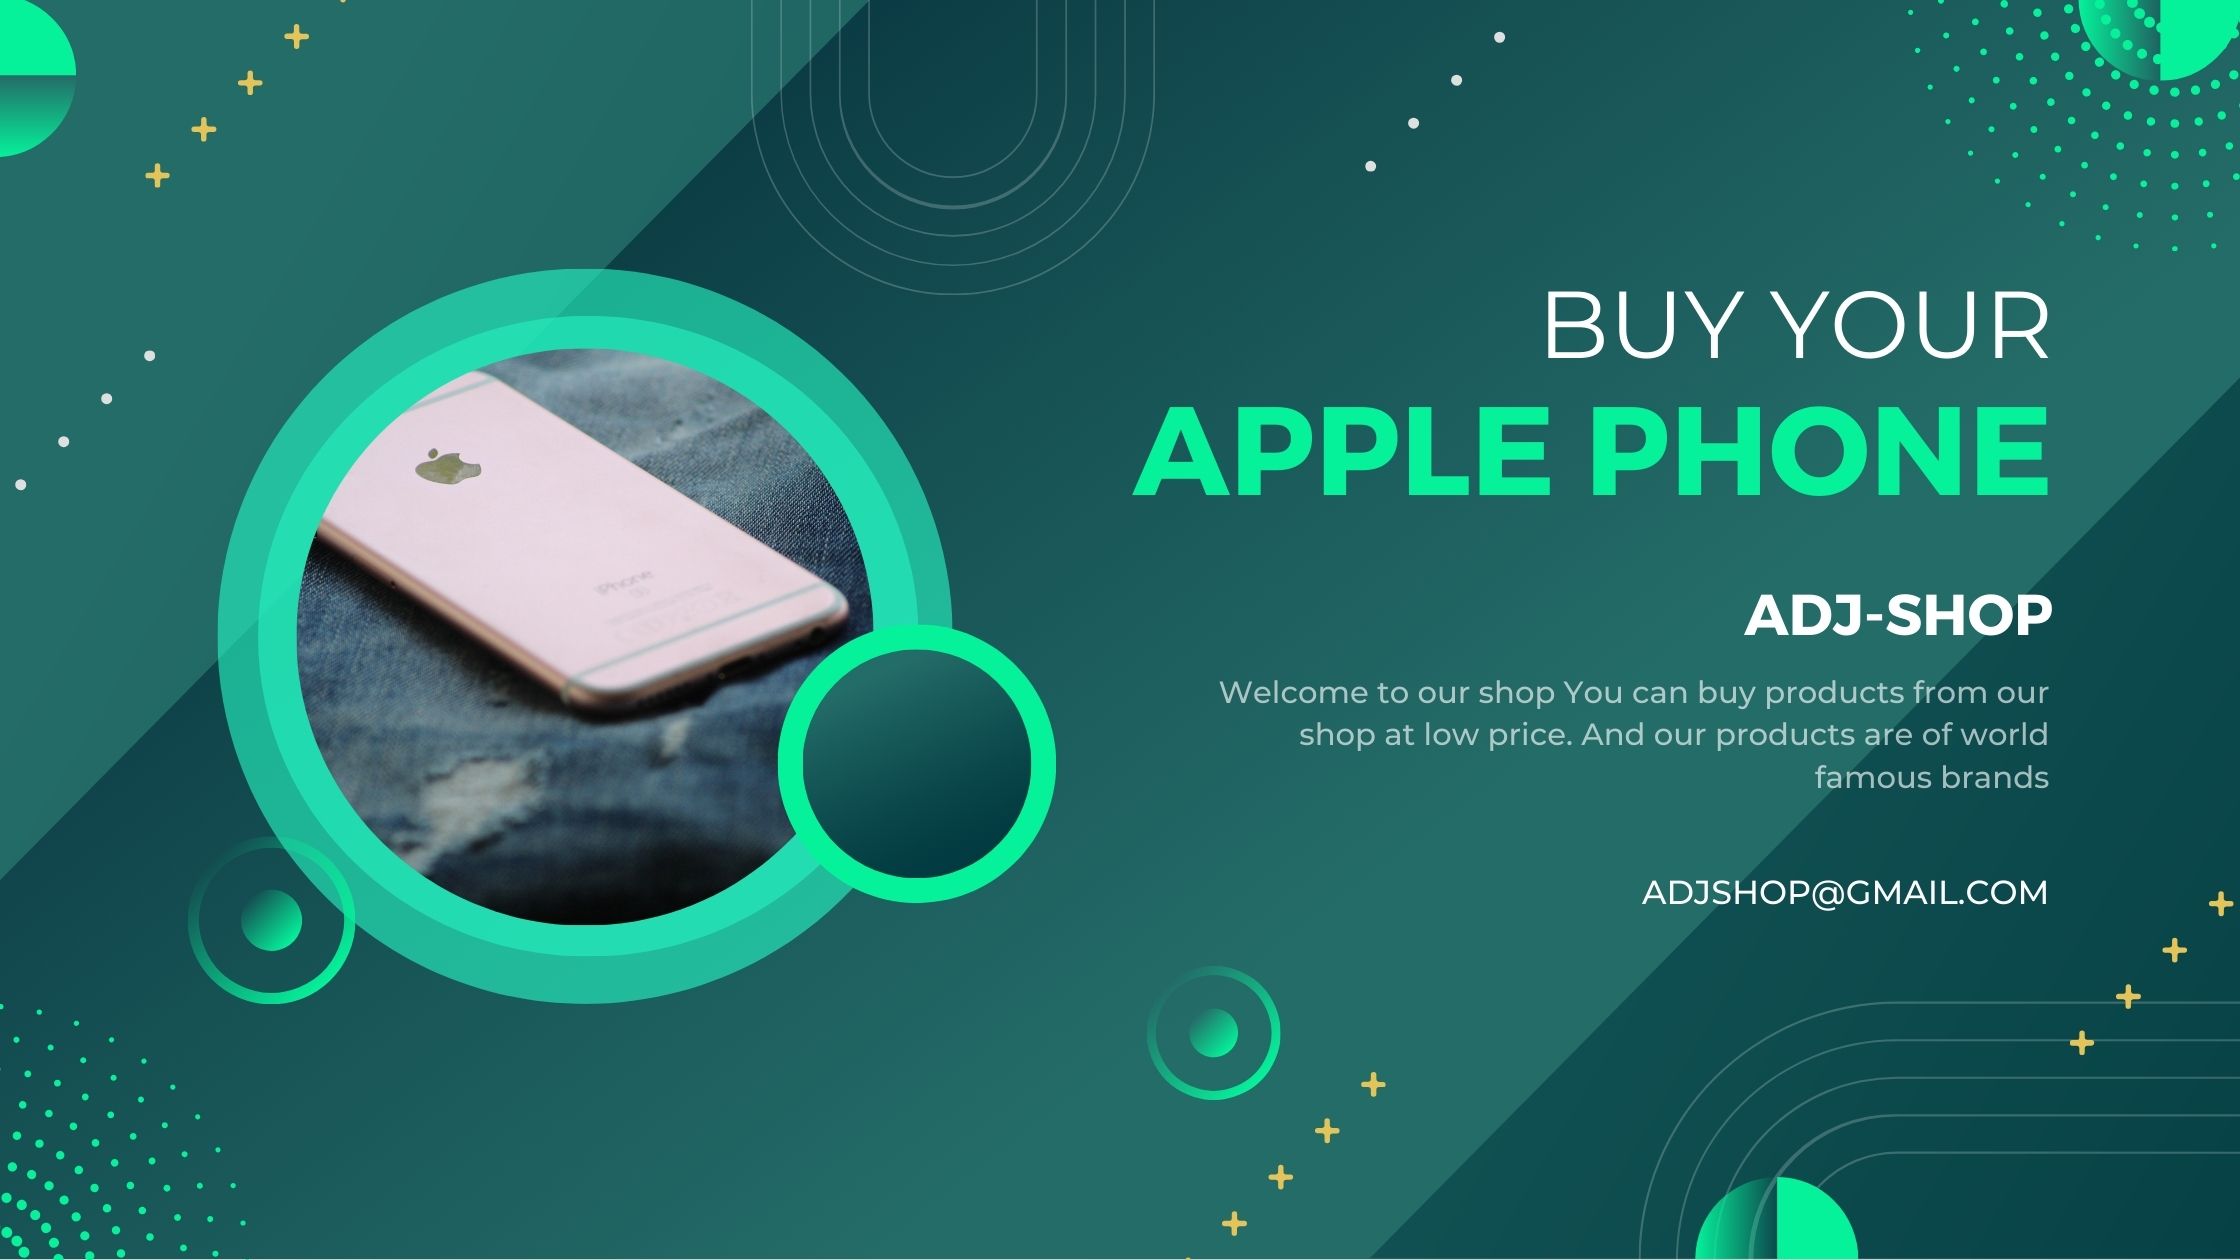 BUY YOUR
APPLE PHONE
ADJ-SHOP
Welcome to our shop You can buy products from our
shop at low price. And our products are of world
famous brands
ADJSHOP@GMAIL.COM
iPhone